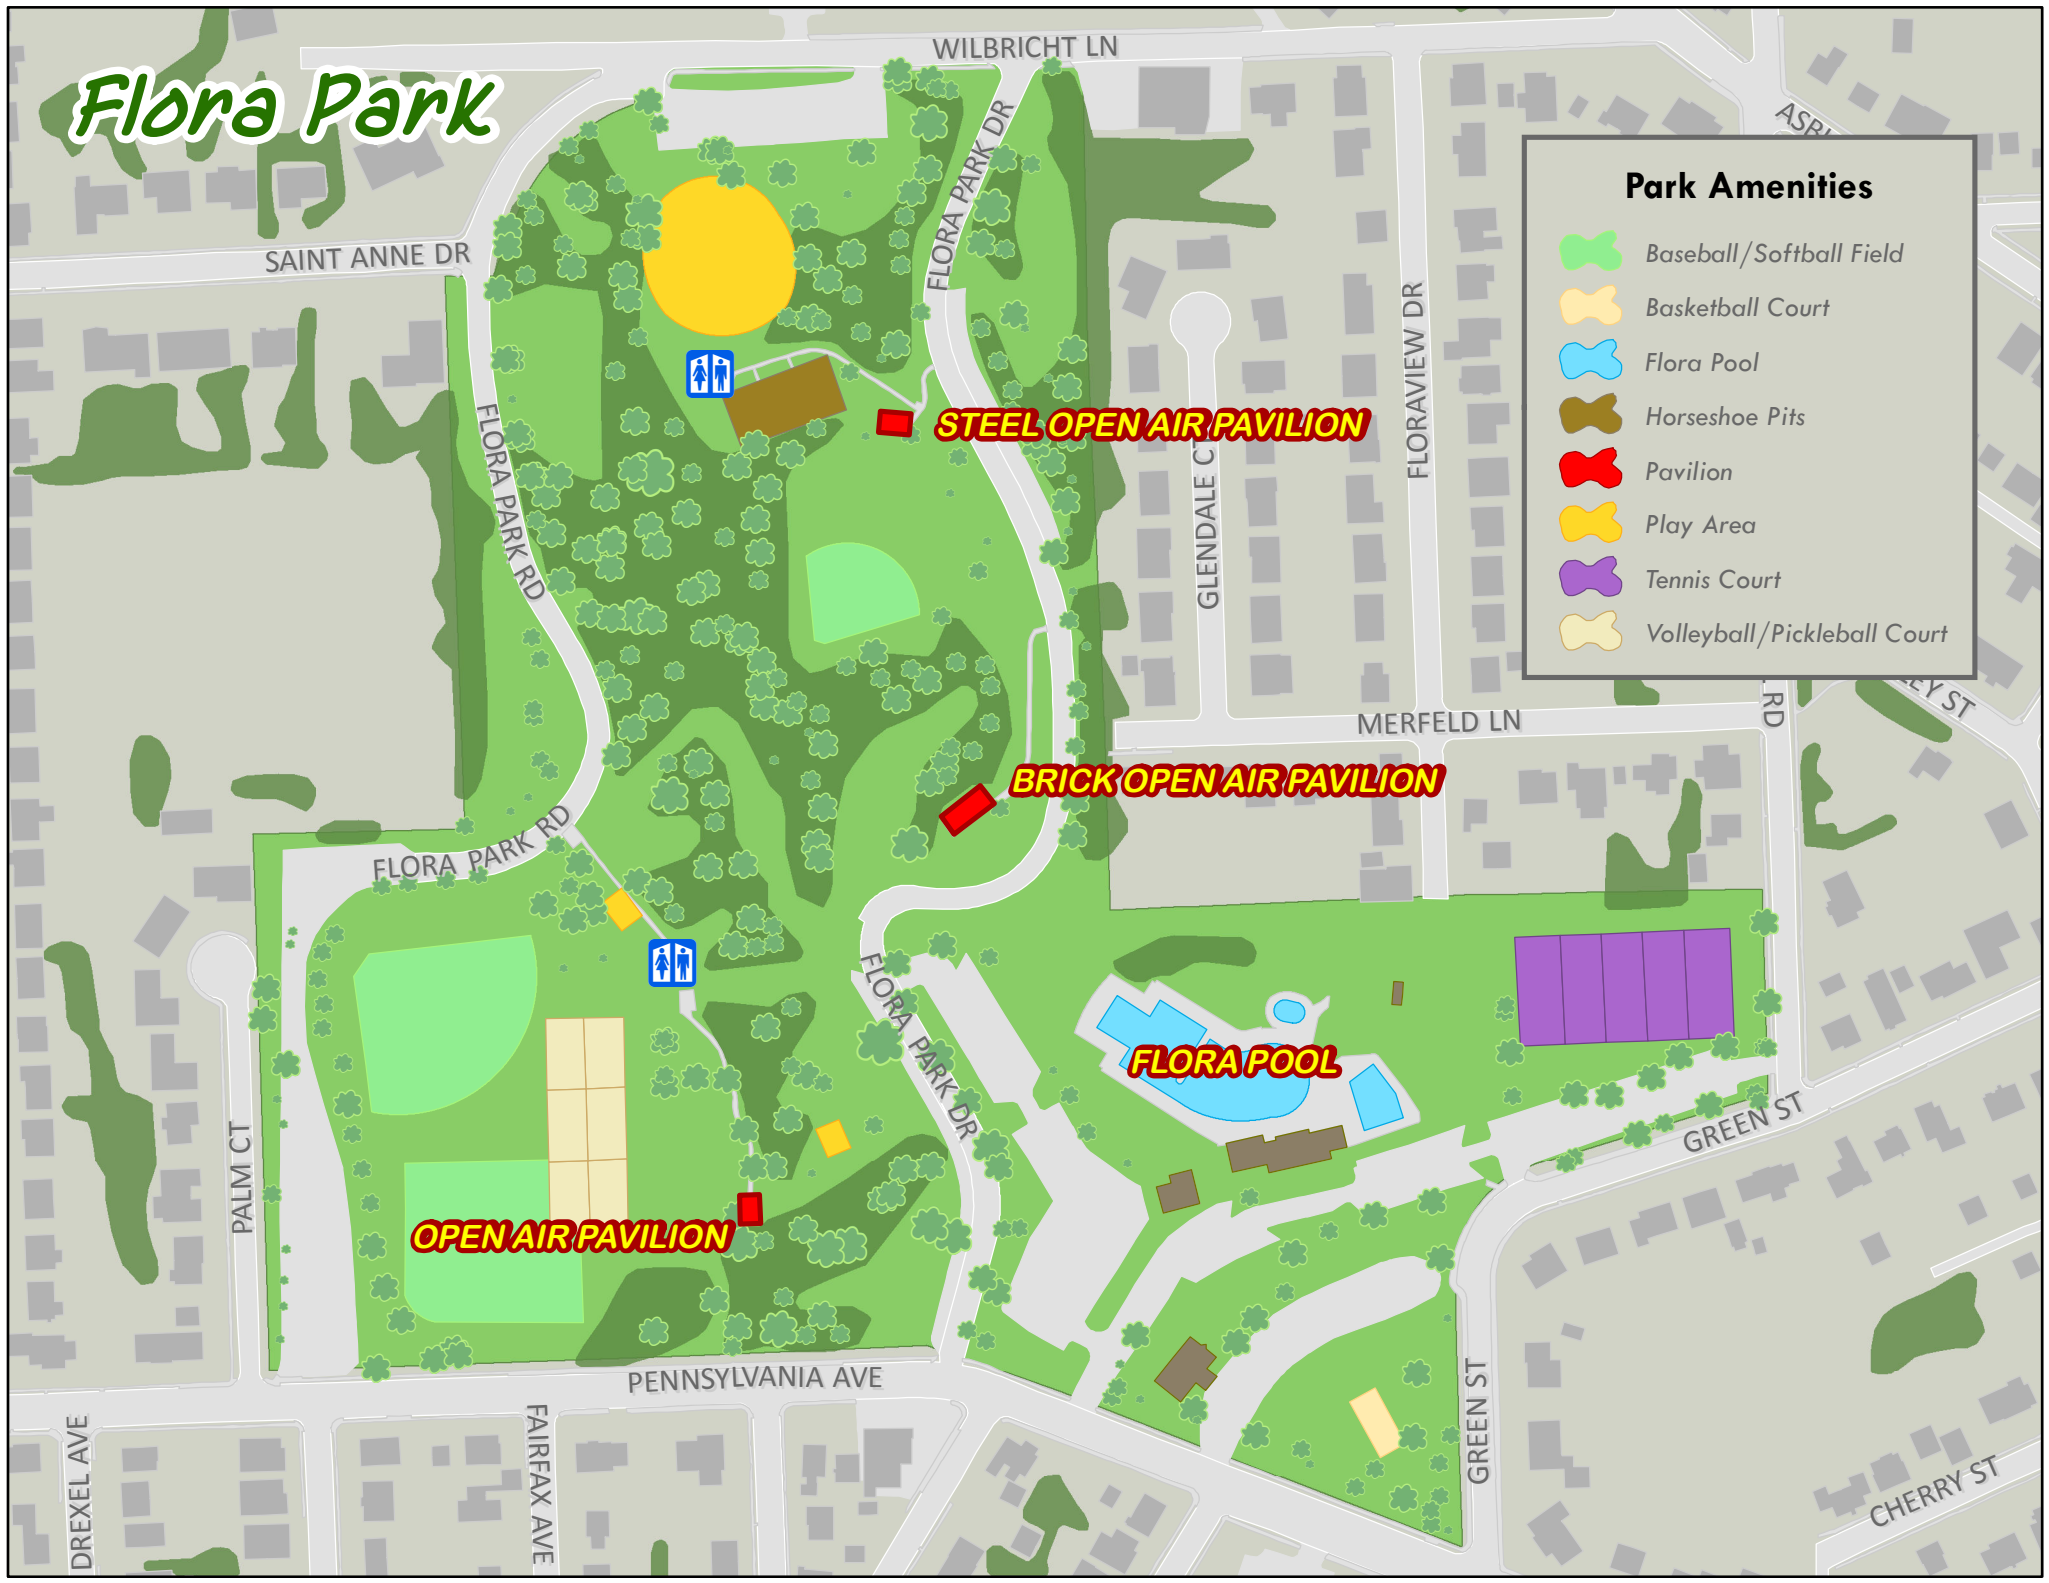 WILBRICHT LN
Flora Park
FLORA PARK DR
FLORA PARK DR
SAINT ANNE DR
Park Amenities
Baseball/Softball Field
Basketball Court
Flora Pool
Horseshoe Pits
Pavilion
Play Area
Tennis Court
Volleyball/Pickleball Court
FLORAVIEW DR
STEEL OPEN AIR PAVILION
FLORA PARK RD
GLENDALE CT
RD
MERFELD LN
BRICK OPEN AIR PAVILION
FLORA PARK RD
FLORA PARK DR
FLORA POOL
GREEN ST
PALM CT
OPEN AIR PAVILION
PENNSYLVANIA AVE
GREEN ST
DREXEL AVE
FAIRFAX AVE
CHERRY ST